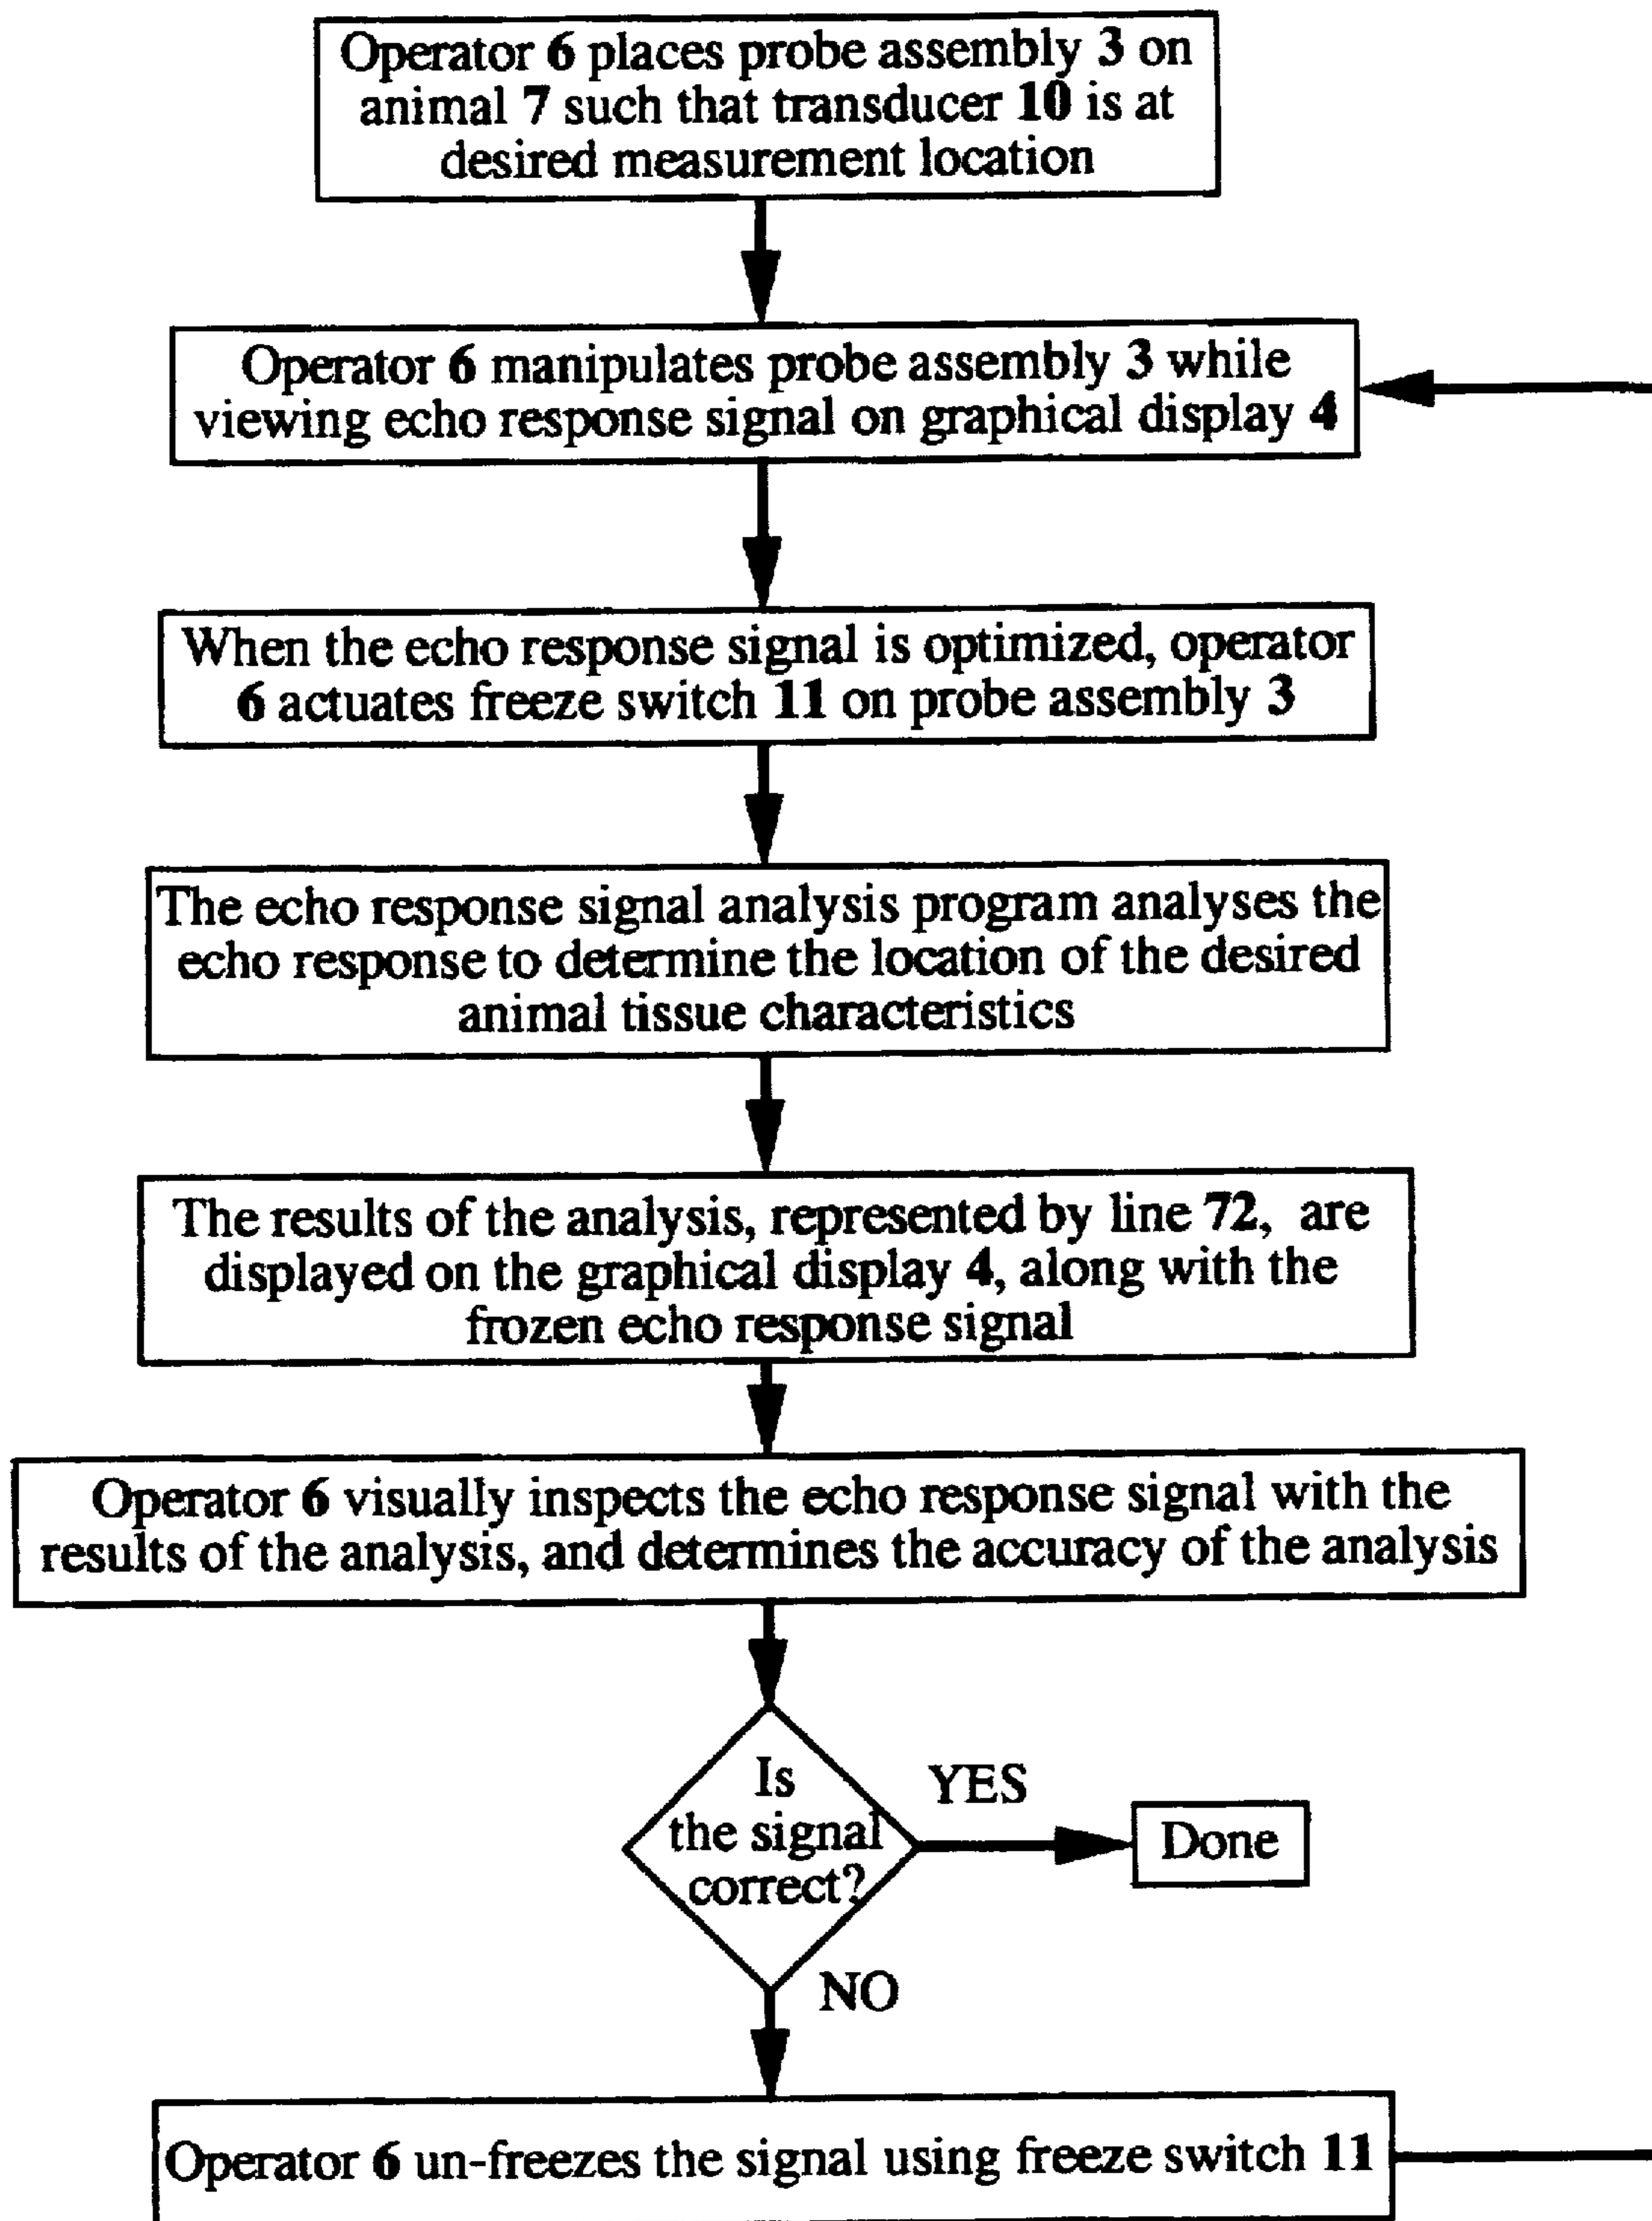 Operator 6 places probe assembly 3 on
animal 7 such that transducer 10 is at
desired measurement location
Operator 6 manipulates probe assembly 3 while
viewing echo response signal on graphical display 4
When the echo response signal is optimized, operator
6 actuates freeze switch 11 on probe assembly 3
The echo response signal analysis program analyses the
echo response to determine the location of the desired
animal tissue characteristics
The results of the analysis, represented by line 72, are
displayed on the graphical display 4, along with the
frozen echo response signal
Operator 6 visually inspects the echo response signal with the
results of the analysis, and determines the accuracy of the analysis
Is
the signal
correct?
YES
Done
NO
Operator 6 un-freezes the signal using freeze switch 11